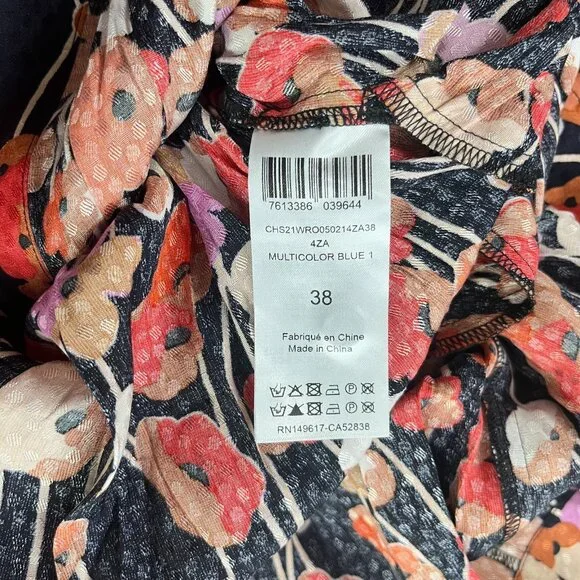 7613386 039644
CHS21WRO050214ZA38
4ZA
MULTICOLOR BLUE 1
38
Fabriqué en Chine
Made in China
RN149617-CA52838